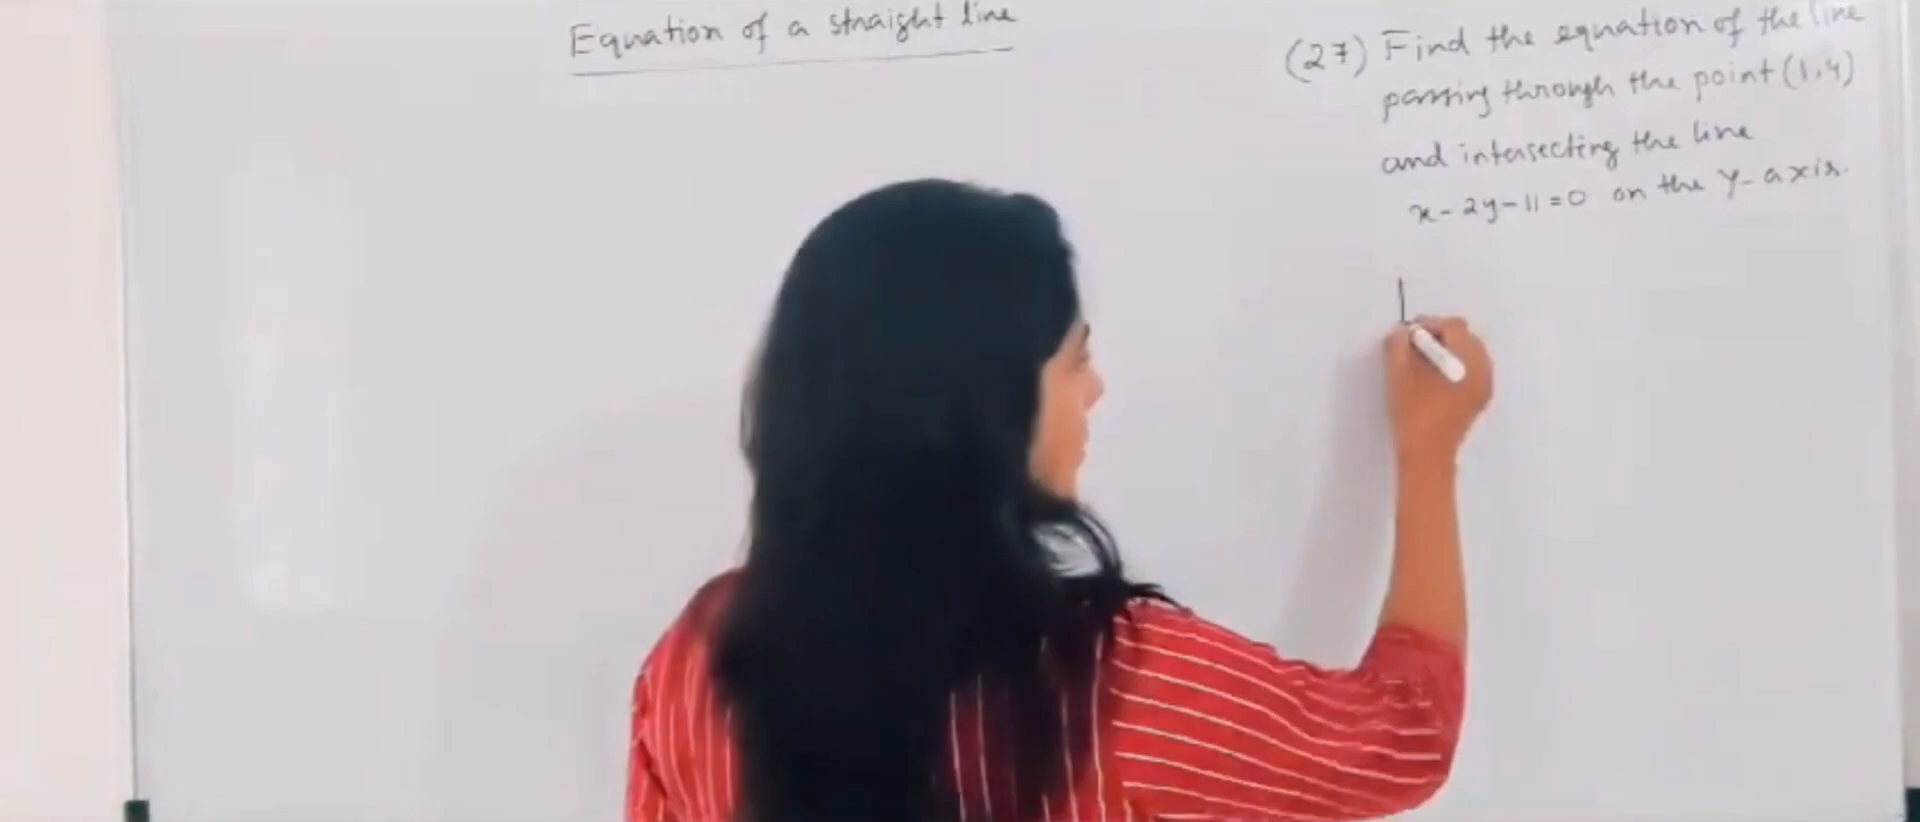 Equation of a straight line
(27) Find the equation of the line
passing through the point (1,4)
and intersecting the line
x-2y-11=0 on the Y-axis.